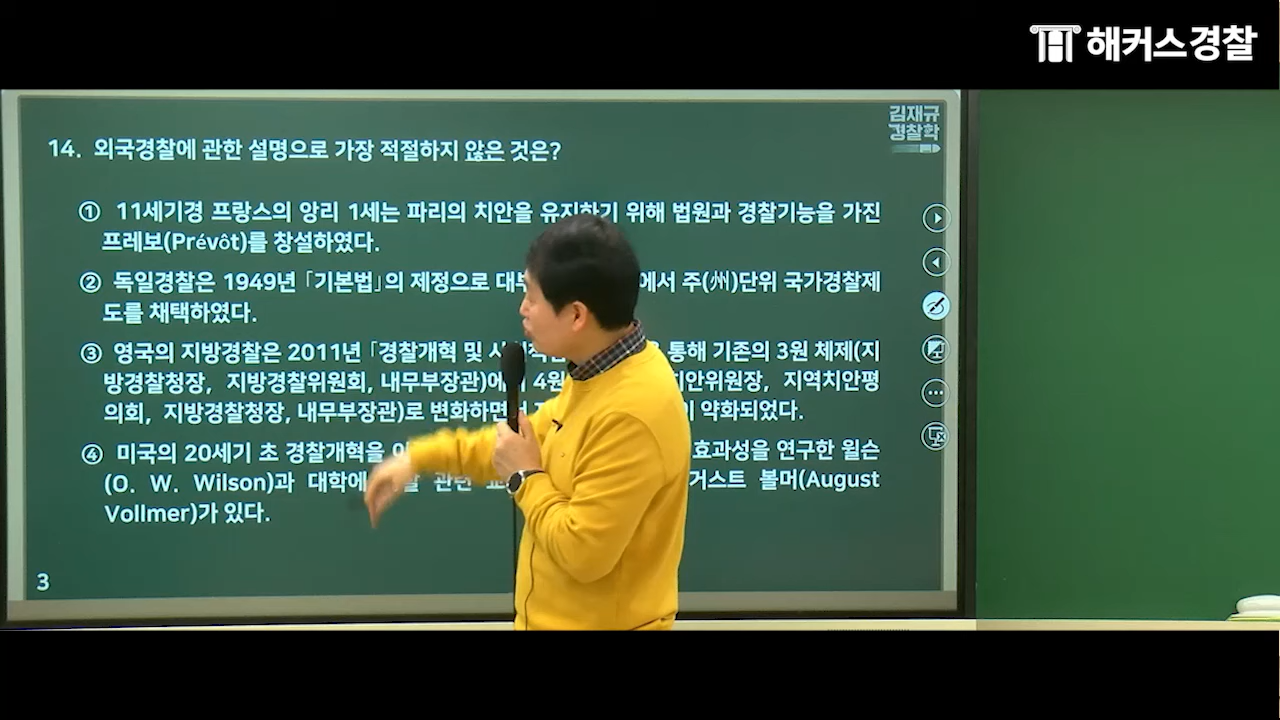 해커스경찰
김재규
경찰학
14. 외국경찰에 관한 설명으로 가장 적절하지 않은 것은?
① 11세기경 프랑스의 앙리 1세는 파리의 치안을 유지하기 위해 법원과 경찰기능을 가진
프레보(Prévôt)를 창설하였다.
② 독일경찰은 1949년 「기본법」의 제정으로 에서 주(州)단위 국가경찰제
도를 채택하였다.
③ 영국의 지방경찰은 2011년 「경찰개혁 및 통해 기존의 3원 체제(지
방경찰청장, 지방경찰위원회, 내무부장관)에서 4원 치안위원장, 지역치안평
의회, 지방경찰청장, 내무부장관)로 변화하면서 약화되었다.
④ 미국의 20세기 초 경찰개혁을 효과성을 연구한 윌슨
(O. W. Wilson)과 대학에 관련 볼머(August
Vollmer)가 있다.
3